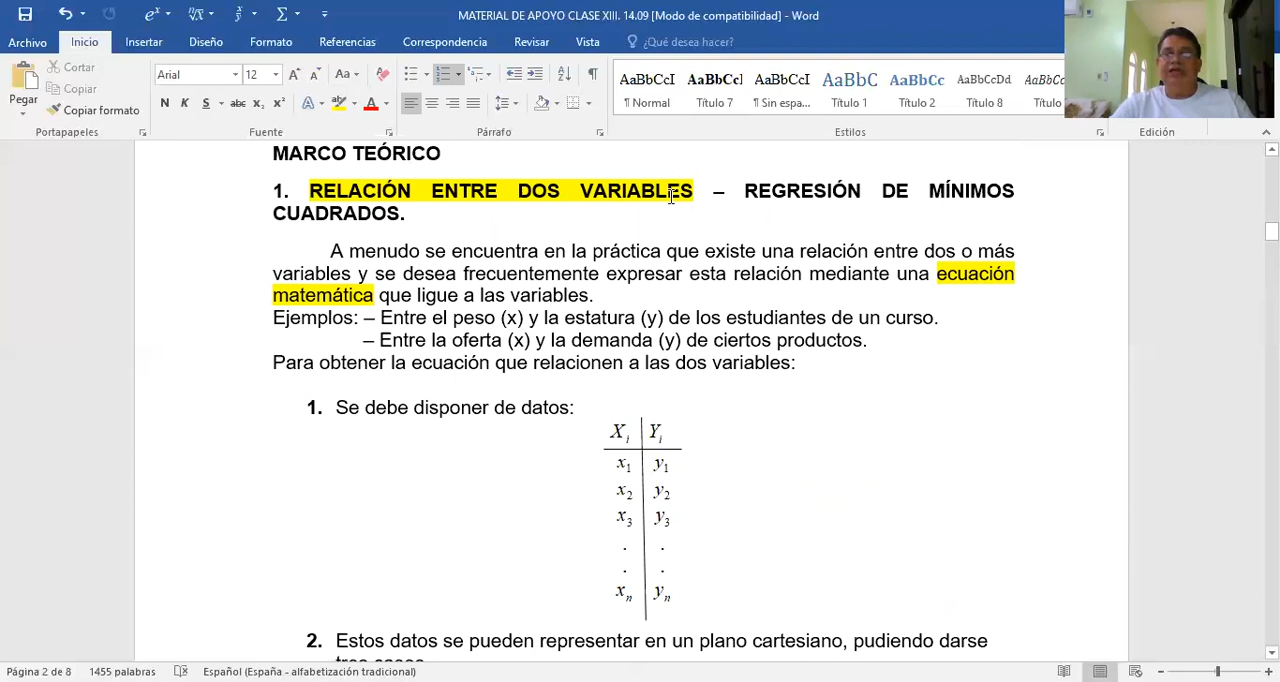 MATERIAL DE APOYO CLASE XIII. 14.09 [Modo de compatibilidad] - Word
Archivo Inicio Insertar Diseño Formato Referencias Correspondencia Revisar Vista ¿Qué desea hacer?
Pegar
Cortar
Copiar
Copiar formato
Arial 12
N K S abc x₂ x²
AaBbCcI AaBbCcI AaBbCcI AaBbC AaBbCc AaBbCcDd
¶ Normal Título 7 ¶ Sin espa... Título 1 Título 2 Título 8
Portapapeles Fuente Párrafo Estilos Edición
MARCO TEÓRICO
1. RELACIÓN ENTRE DOS VARIABLES – REGRESIÓN DE MÍNIMOS
CUADRADOS.
A menudo se encuentra en la práctica que existe una relación entre dos o más
variables y se desea frecuentemente expresar esta relación mediante una ecuación
matemática que ligue a las variables.
Ejemplos: – Entre el peso (x) y la estatura (y) de los estudiantes de un curso.
– Entre la oferta (x) y la demanda (y) de ciertos productos.
Para obtener la ecuación que relacionen a las dos variables:
1. Se debe disponer de datos:
Xi Yi
x1 y1
x2 y2
x3 y3
. .
. .
xn yn
2. Estos datos se pueden representar en un plano cartesiano, pudiendo darse
Página 2 de 8 1455 palabras Español (España - alfabetización tradicional)